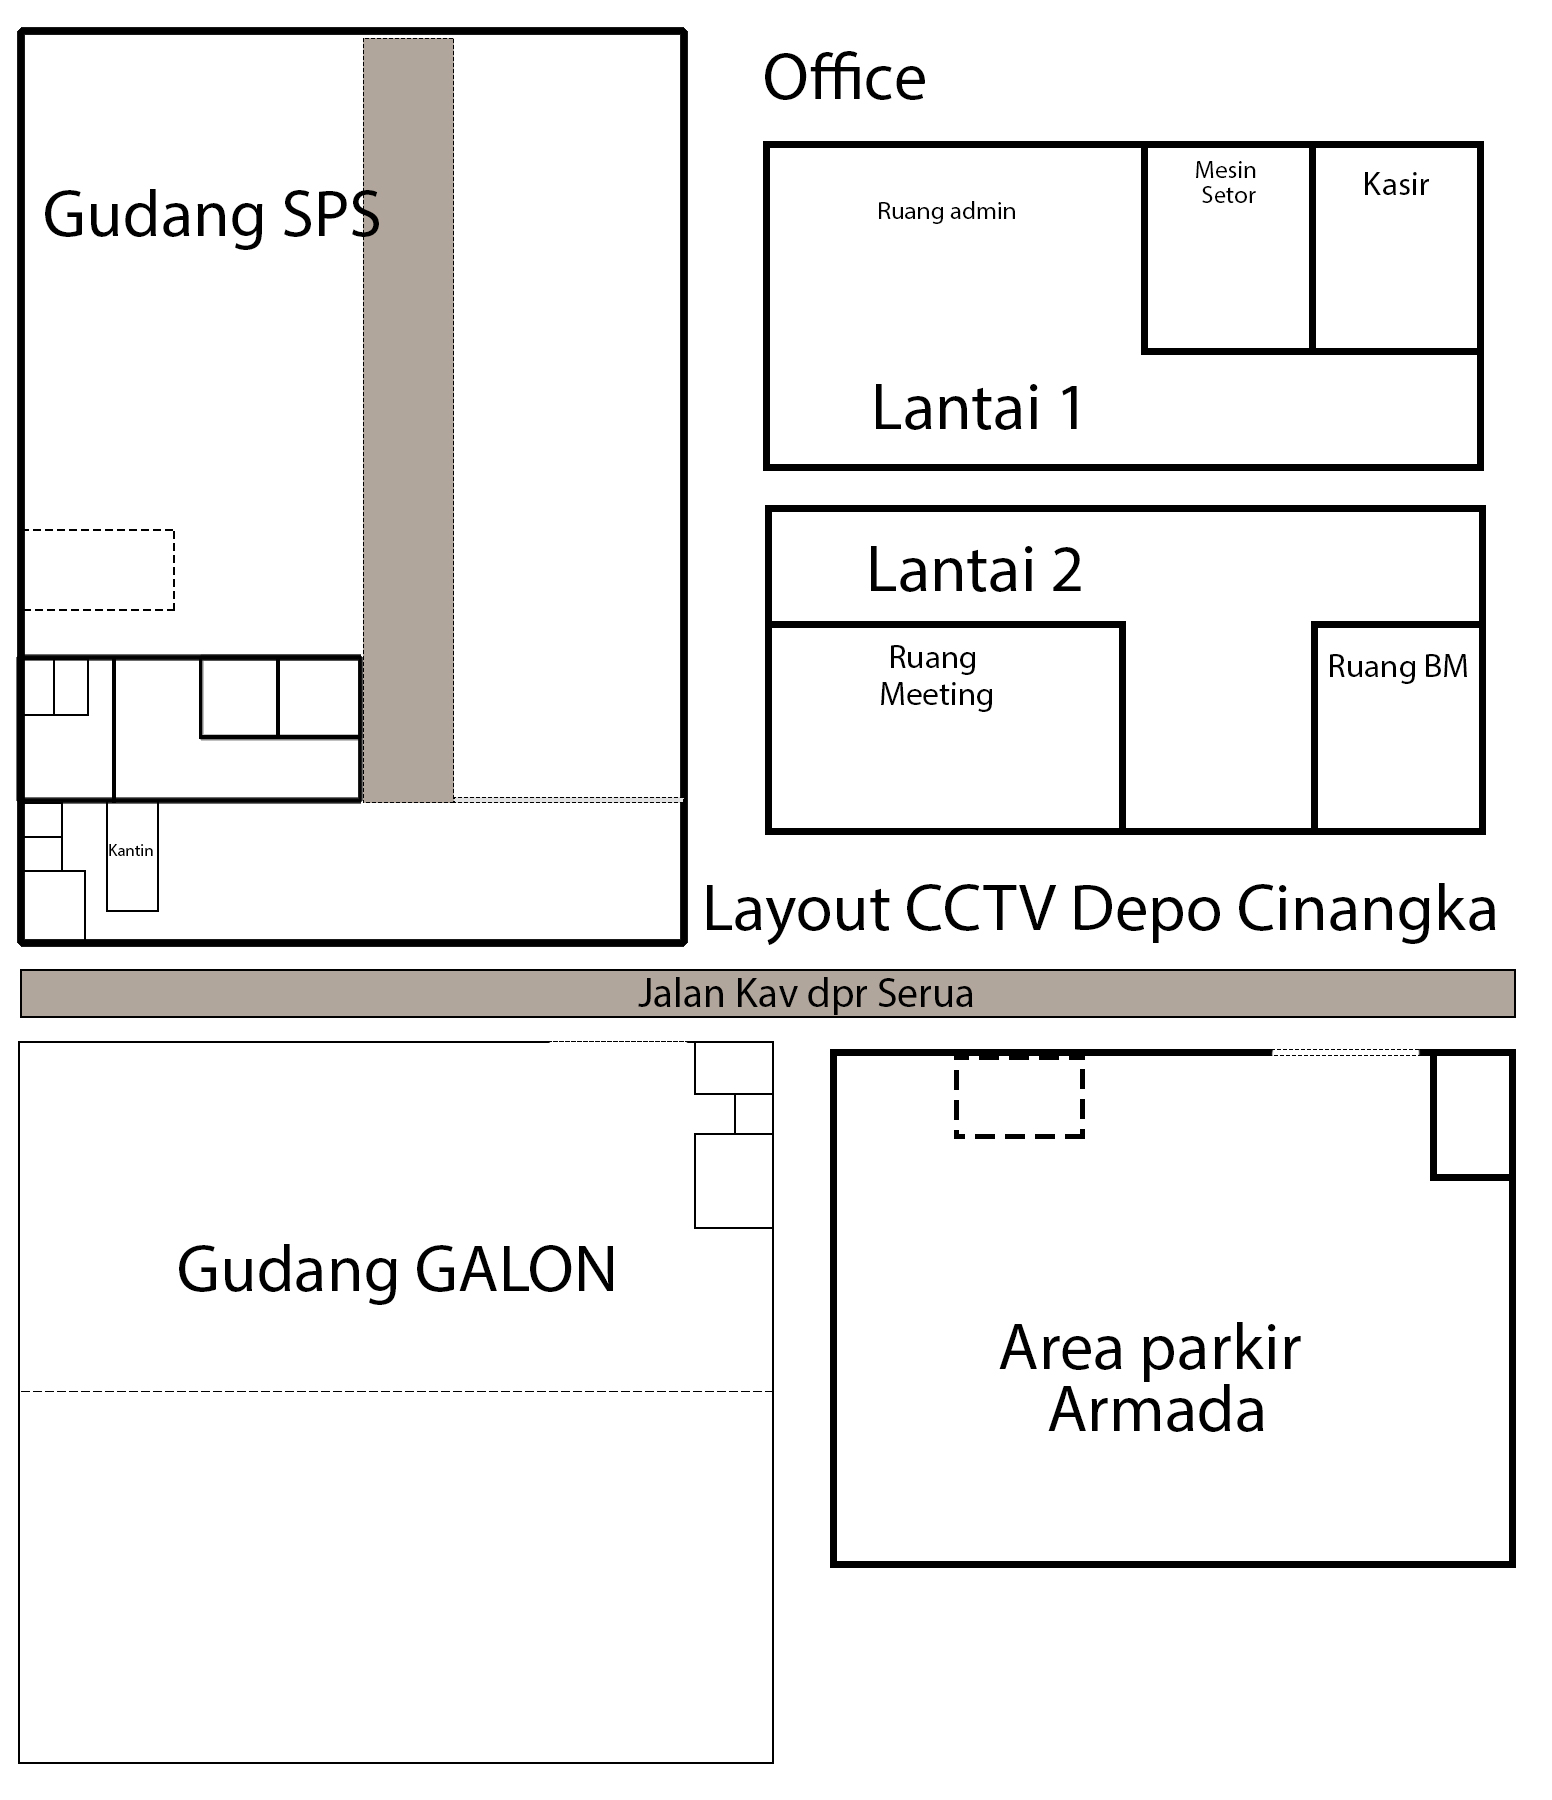 Office
Gudang SPS
Ruang admin
Mesin
Setor
Kasir
Lantai 1
Lantai 2
Ruang
Meeting
Ruang BM
Kantin
Layout CCTV Depo Cinangka
Jalan Kav dpr Serua
Gudang GALON
Area parkir
Armada